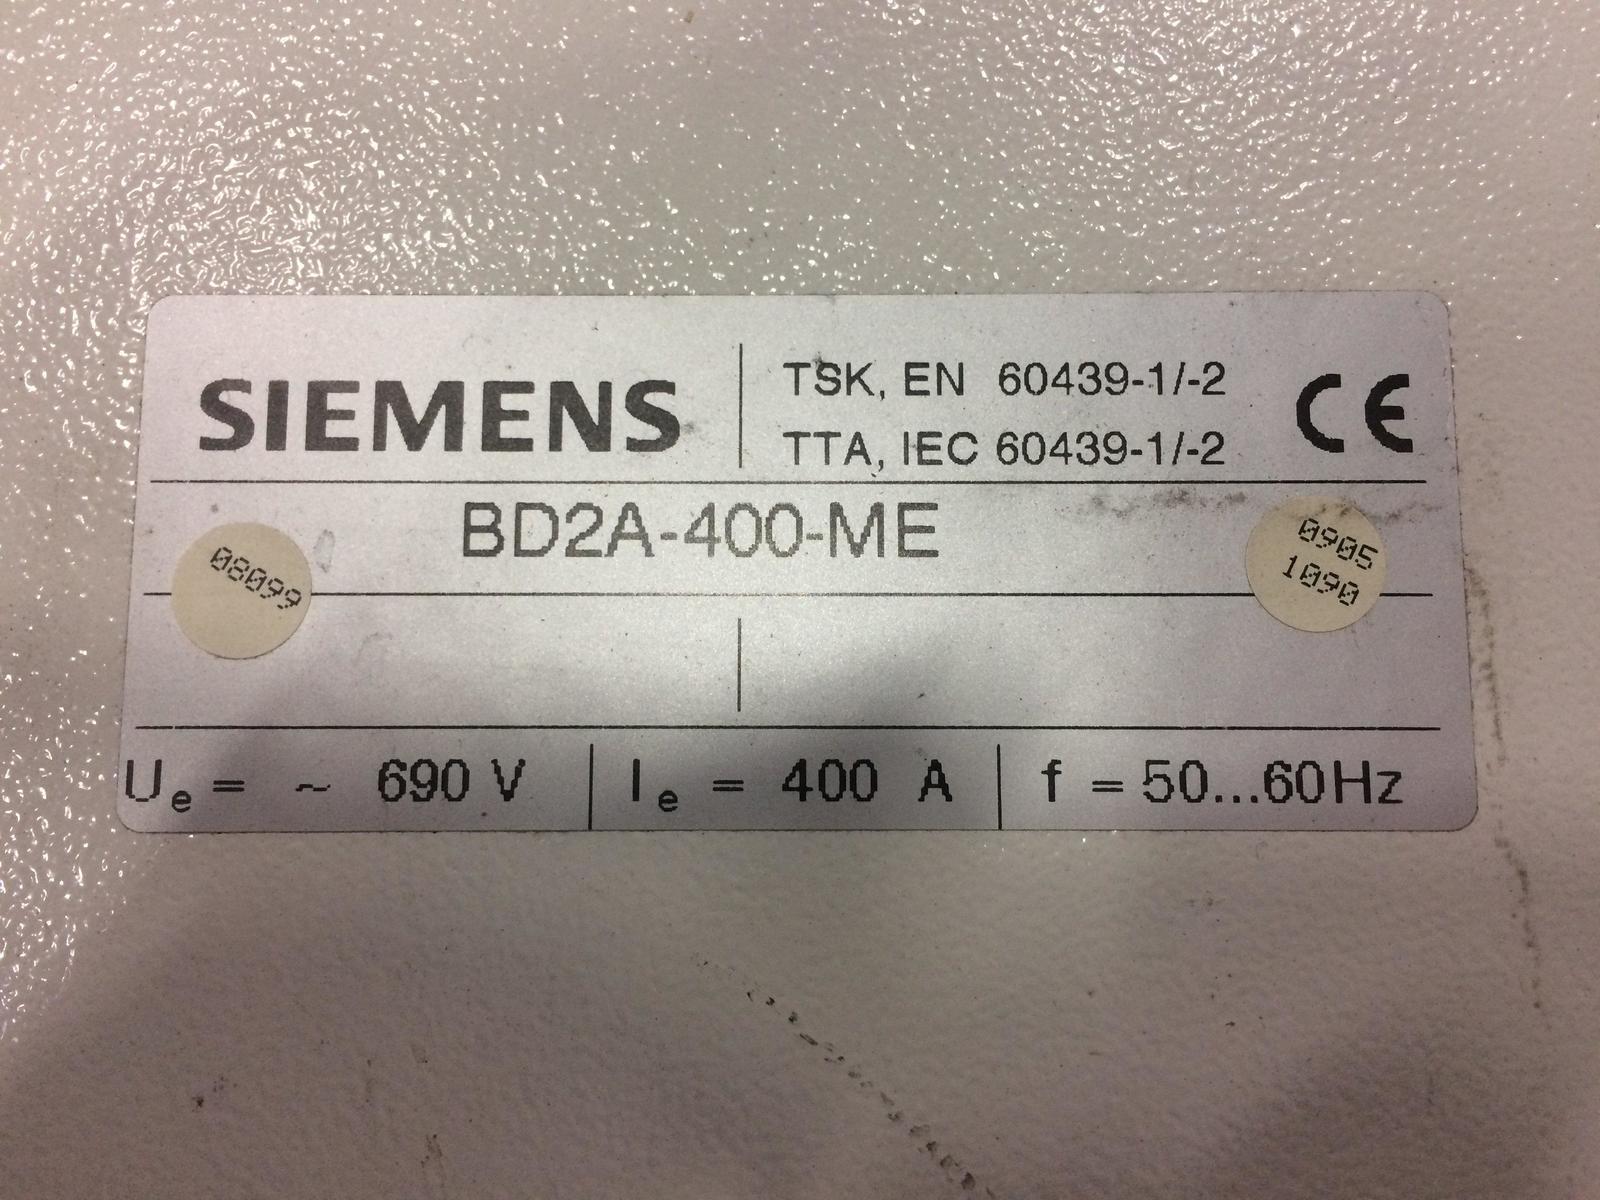 SIEMENS
TSK, EN 60439-1/-2
TTA, IEC 60439-1/-2
CE
BD2A-400-ME
08099
0905
1090
Ue = ~ 690 V
Ie = 400 A
f = 50...60Hz